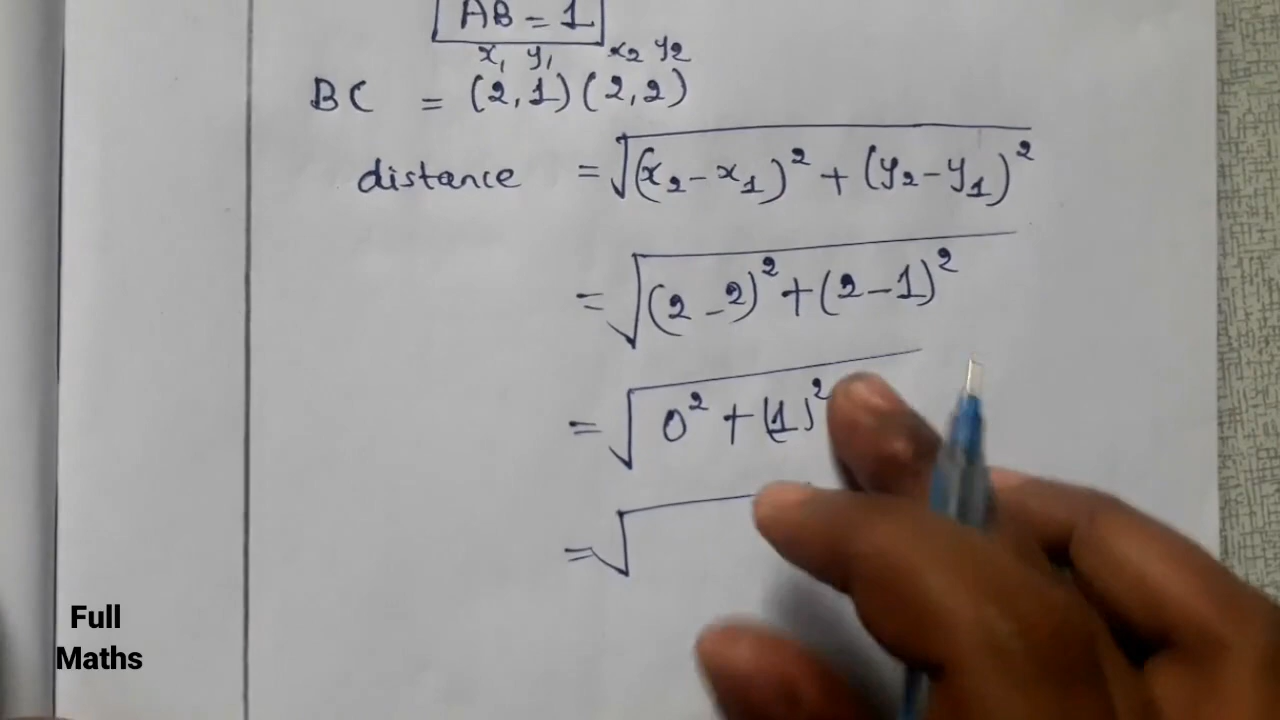 AB = 1
x₁ y₁ x₂ y₂
BC = (2,1)(2,2)
distance = √(x₂-x₁)² + (y₂-y₁)²
= √(2-2)² + (2-1)²
= √0² + (1)²
= √
Full
Maths